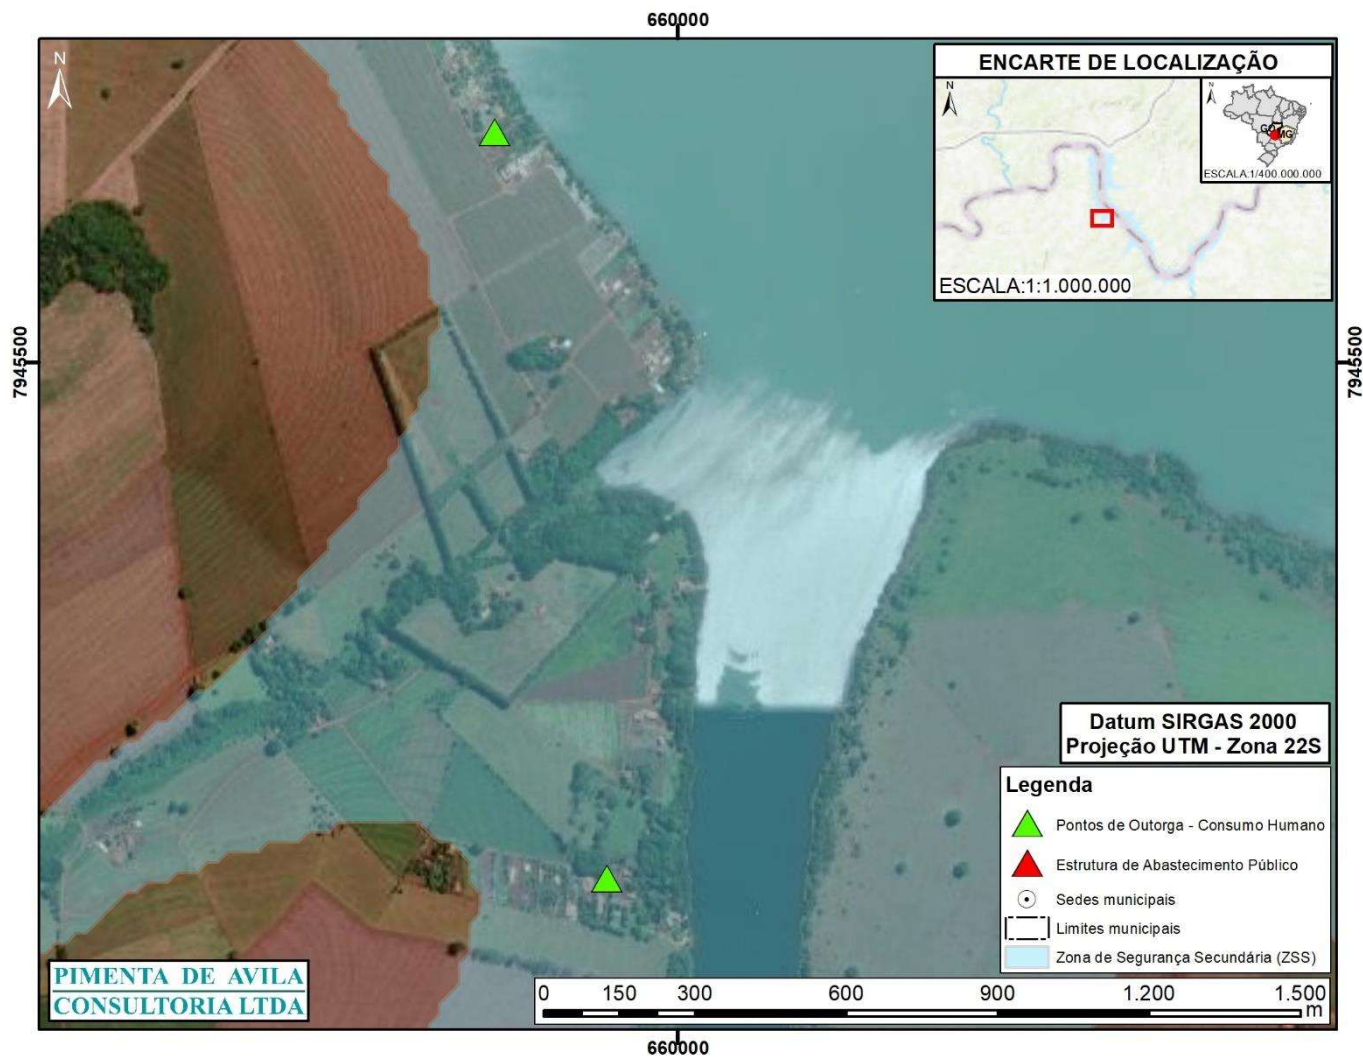 660000
N
ENCARTE DE LOCALIZAÇÃO
N
N
GO
MG
ESCALA:1/400.000.000
ESCALA:1:1.000.000
7945500
7945500
Datum SIRGAS 2000
Projeção UTM - Zona 22S
Legenda
Pontos de Outorga - Consumo Humano
Estrutura de Abastecimento Público
Sedes municipais
Limites municipais
Zona de Segurança Secundária (ZSS)
PIMENTA DE AVILA
CONSULTORIA LTDA
0 150 300 600 900 1.200 1.500
m
660000